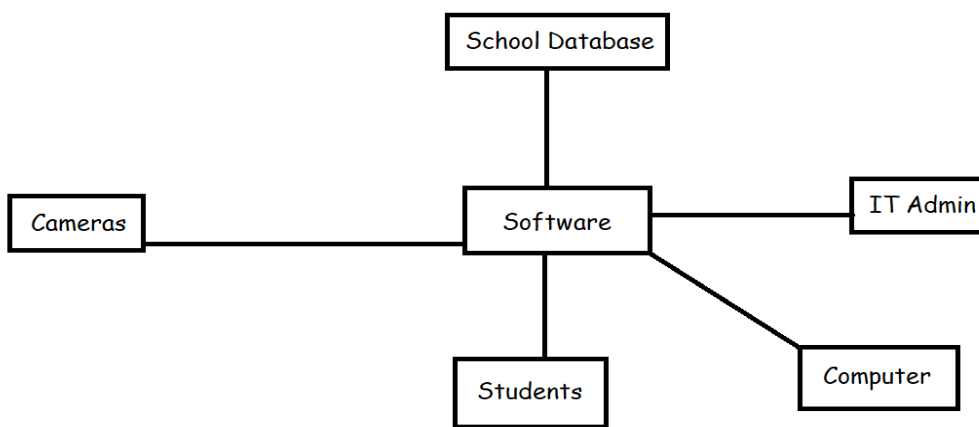 School Database
Cameras
Software
IT Admin
Students
Computer